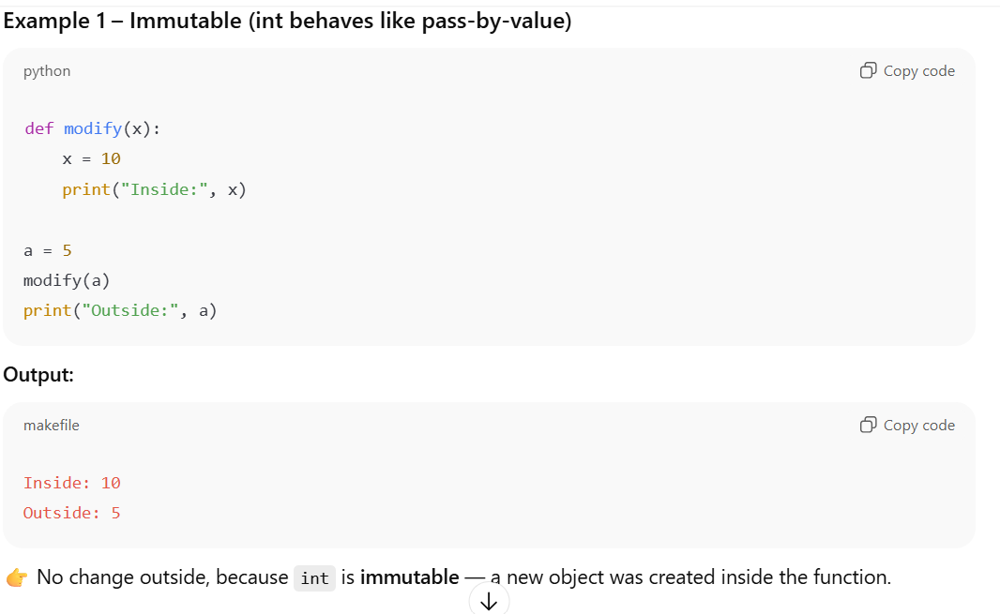 Example 1 – Immutable (int behaves like pass-by-value)
python
Copy code
def modify(x):
    x = 10
    print("Inside:", x)
a = 5
modify(a)
print("Outside:", a)
Output:
makefile
Copy code
Inside: 10
Outside: 5
👉 No change outside, because int is immutable — a new object was created inside the function.